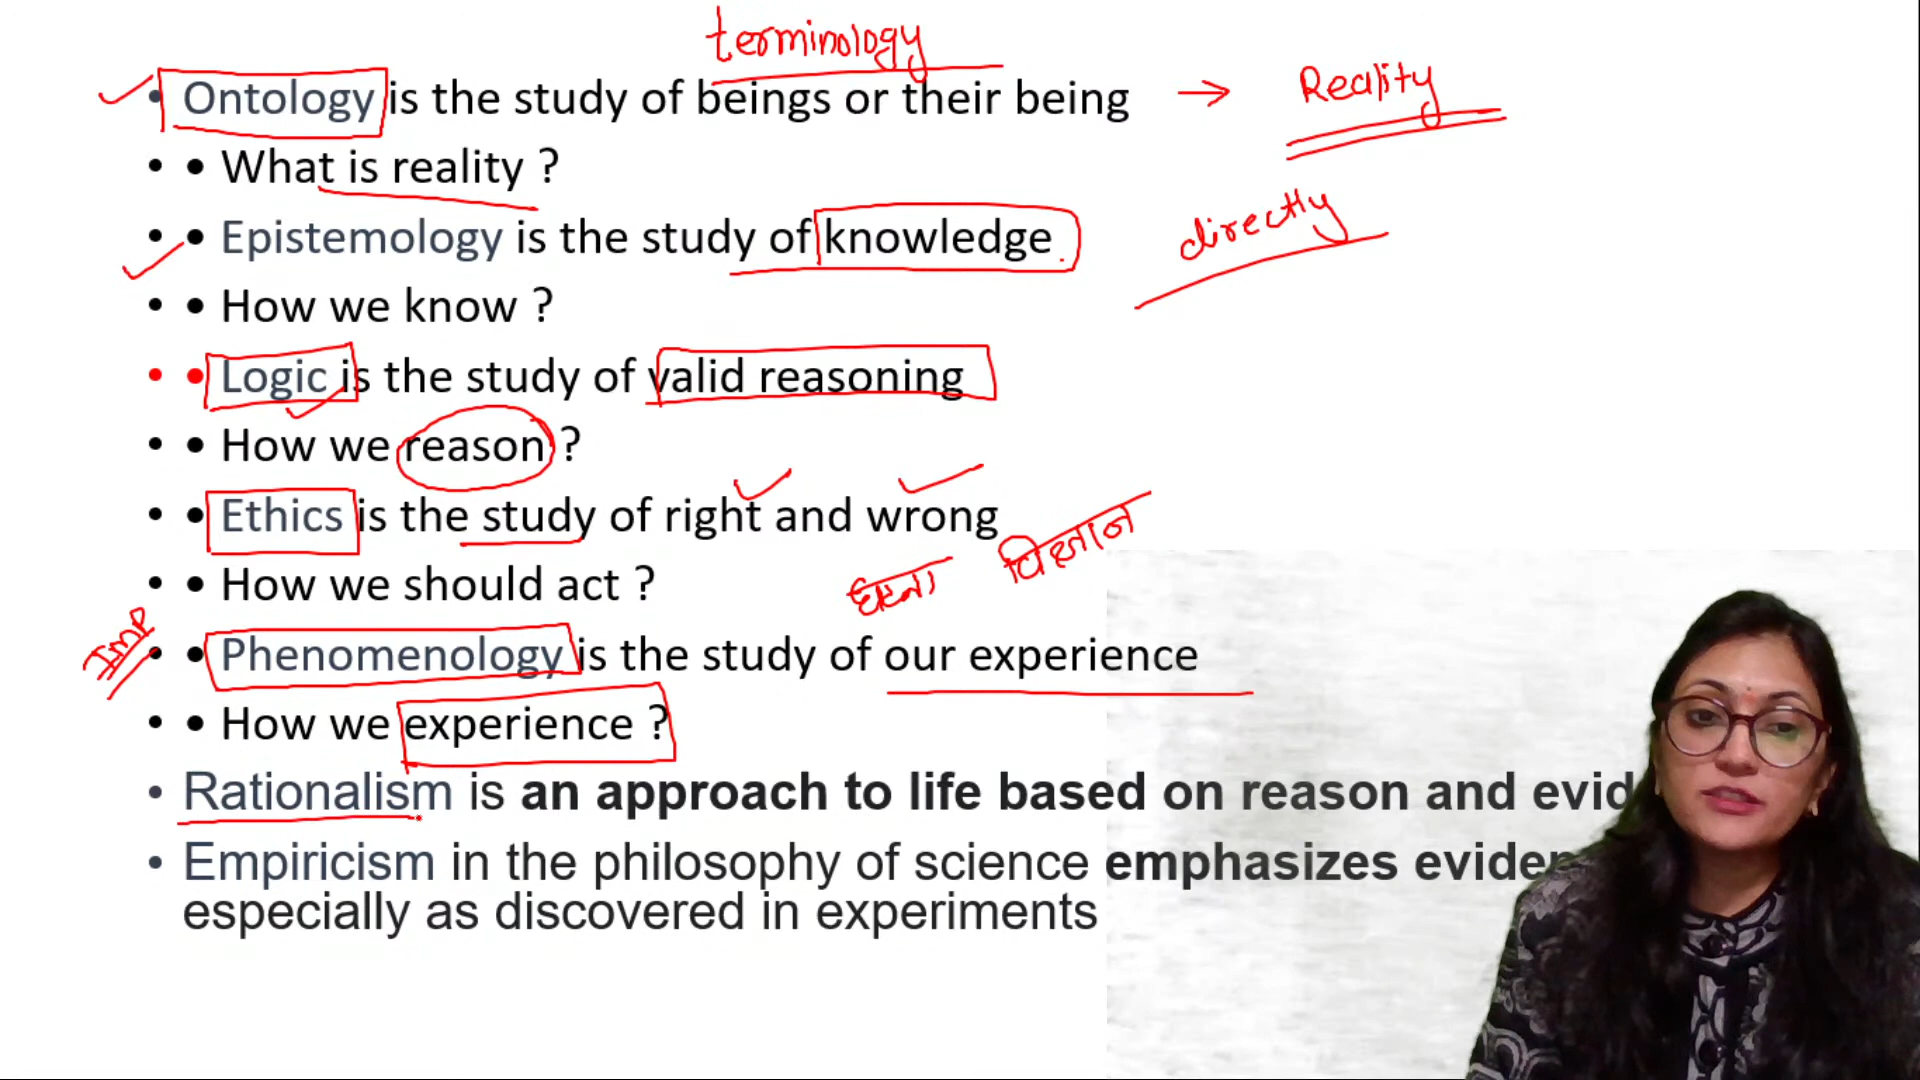 terminology
• Ontology is the study of beings or their being → Reality
• • What is reality ?
directly
• • Epistemology is the study of knowledge
• • How we know ?
• • Logic is the study of valid reasoning
• • How we reason ?
• • Ethics is the study of right and wrong
विज्ञान
• • How we should act ?
घटना
Imp
• • Phenomenology is the study of our experience
• • How we experience ?
• Rationalism is an approach to life based on reason and
• Empiricism in the philosophy of science emphasizes
especially as discovered in experiments